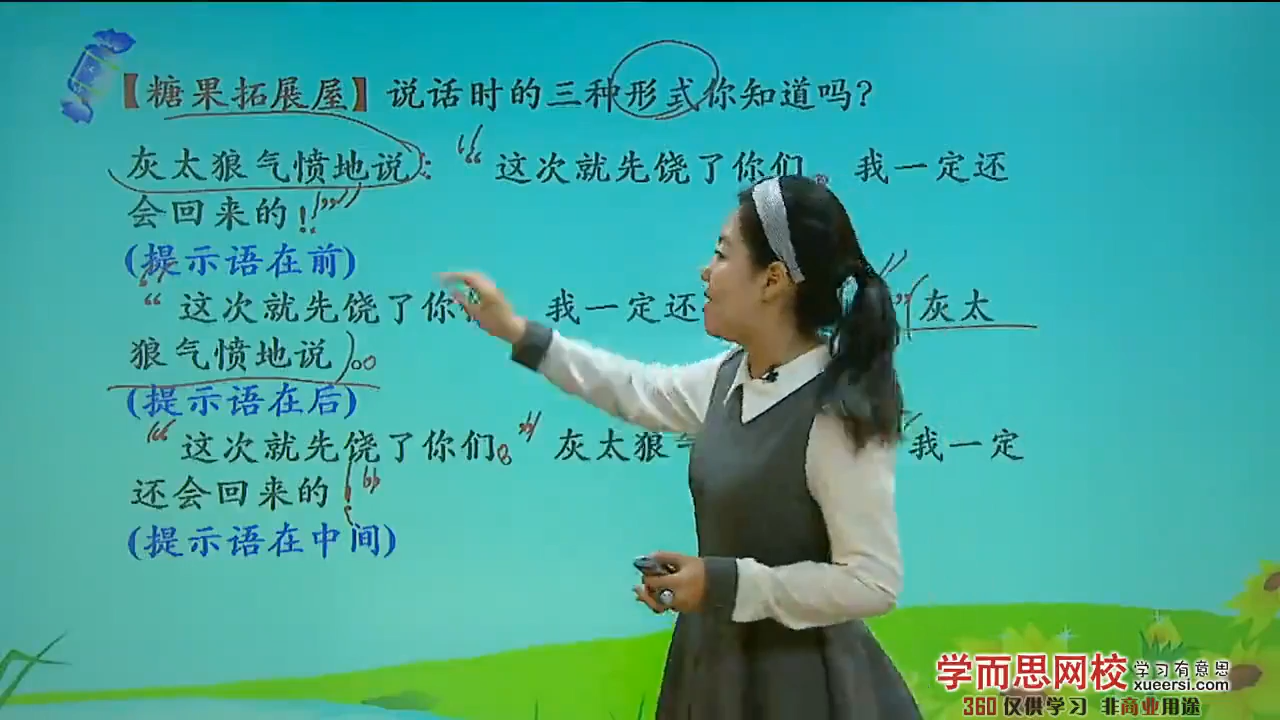 【糖果拓展屋】说话时的三种形式你知道吗?
灰太狼气愤地说:“这次就先饶了你们。我一定还
会回来的!”
(提示语在前)
“这次就先饶了你 我一定还 ”灰太
狼气愤地说。
(提示语在后)
“这次就先饶了你们。”灰太狼 我一定
还会回来的!”
(提示语在中间)
学而思网校 学习有意思
xueersi.com
360仅供学习 非商业用途